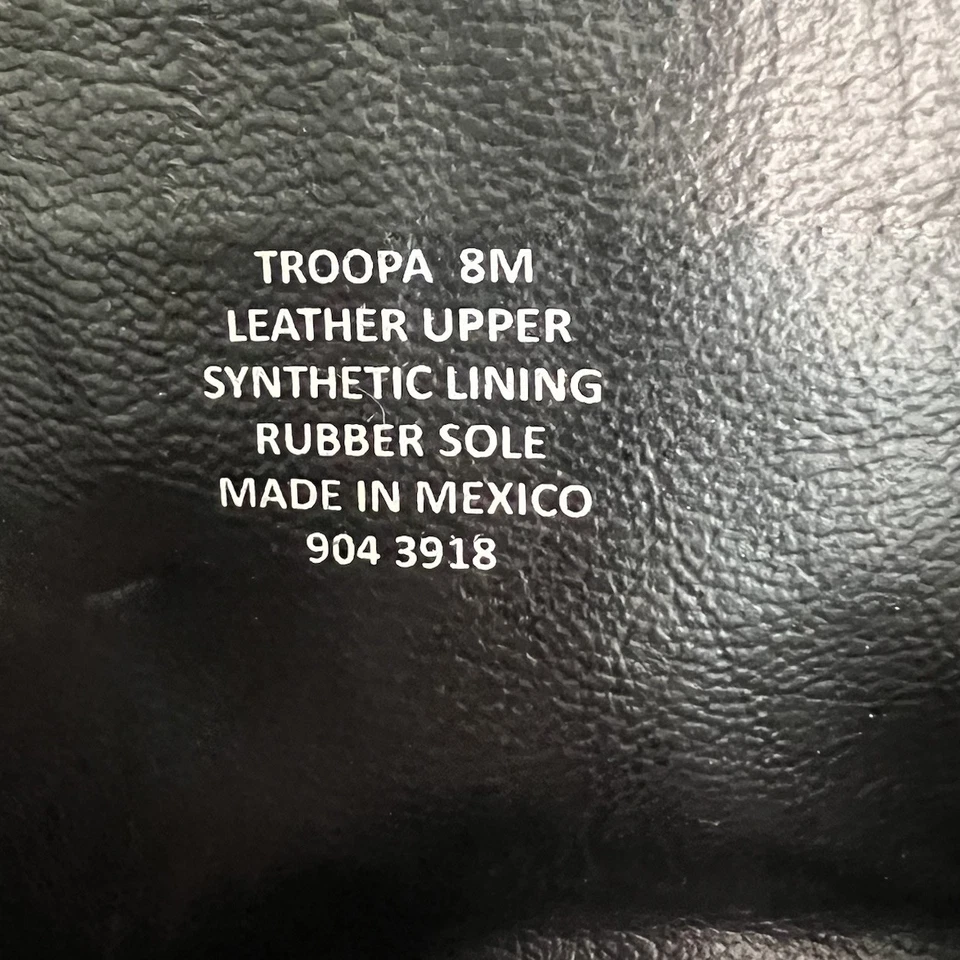 TROOPA 8M
LEATHER UPPER
SYNTHETIC LINING
RUBBER SOLE
MADE IN MEXICO
904 3918